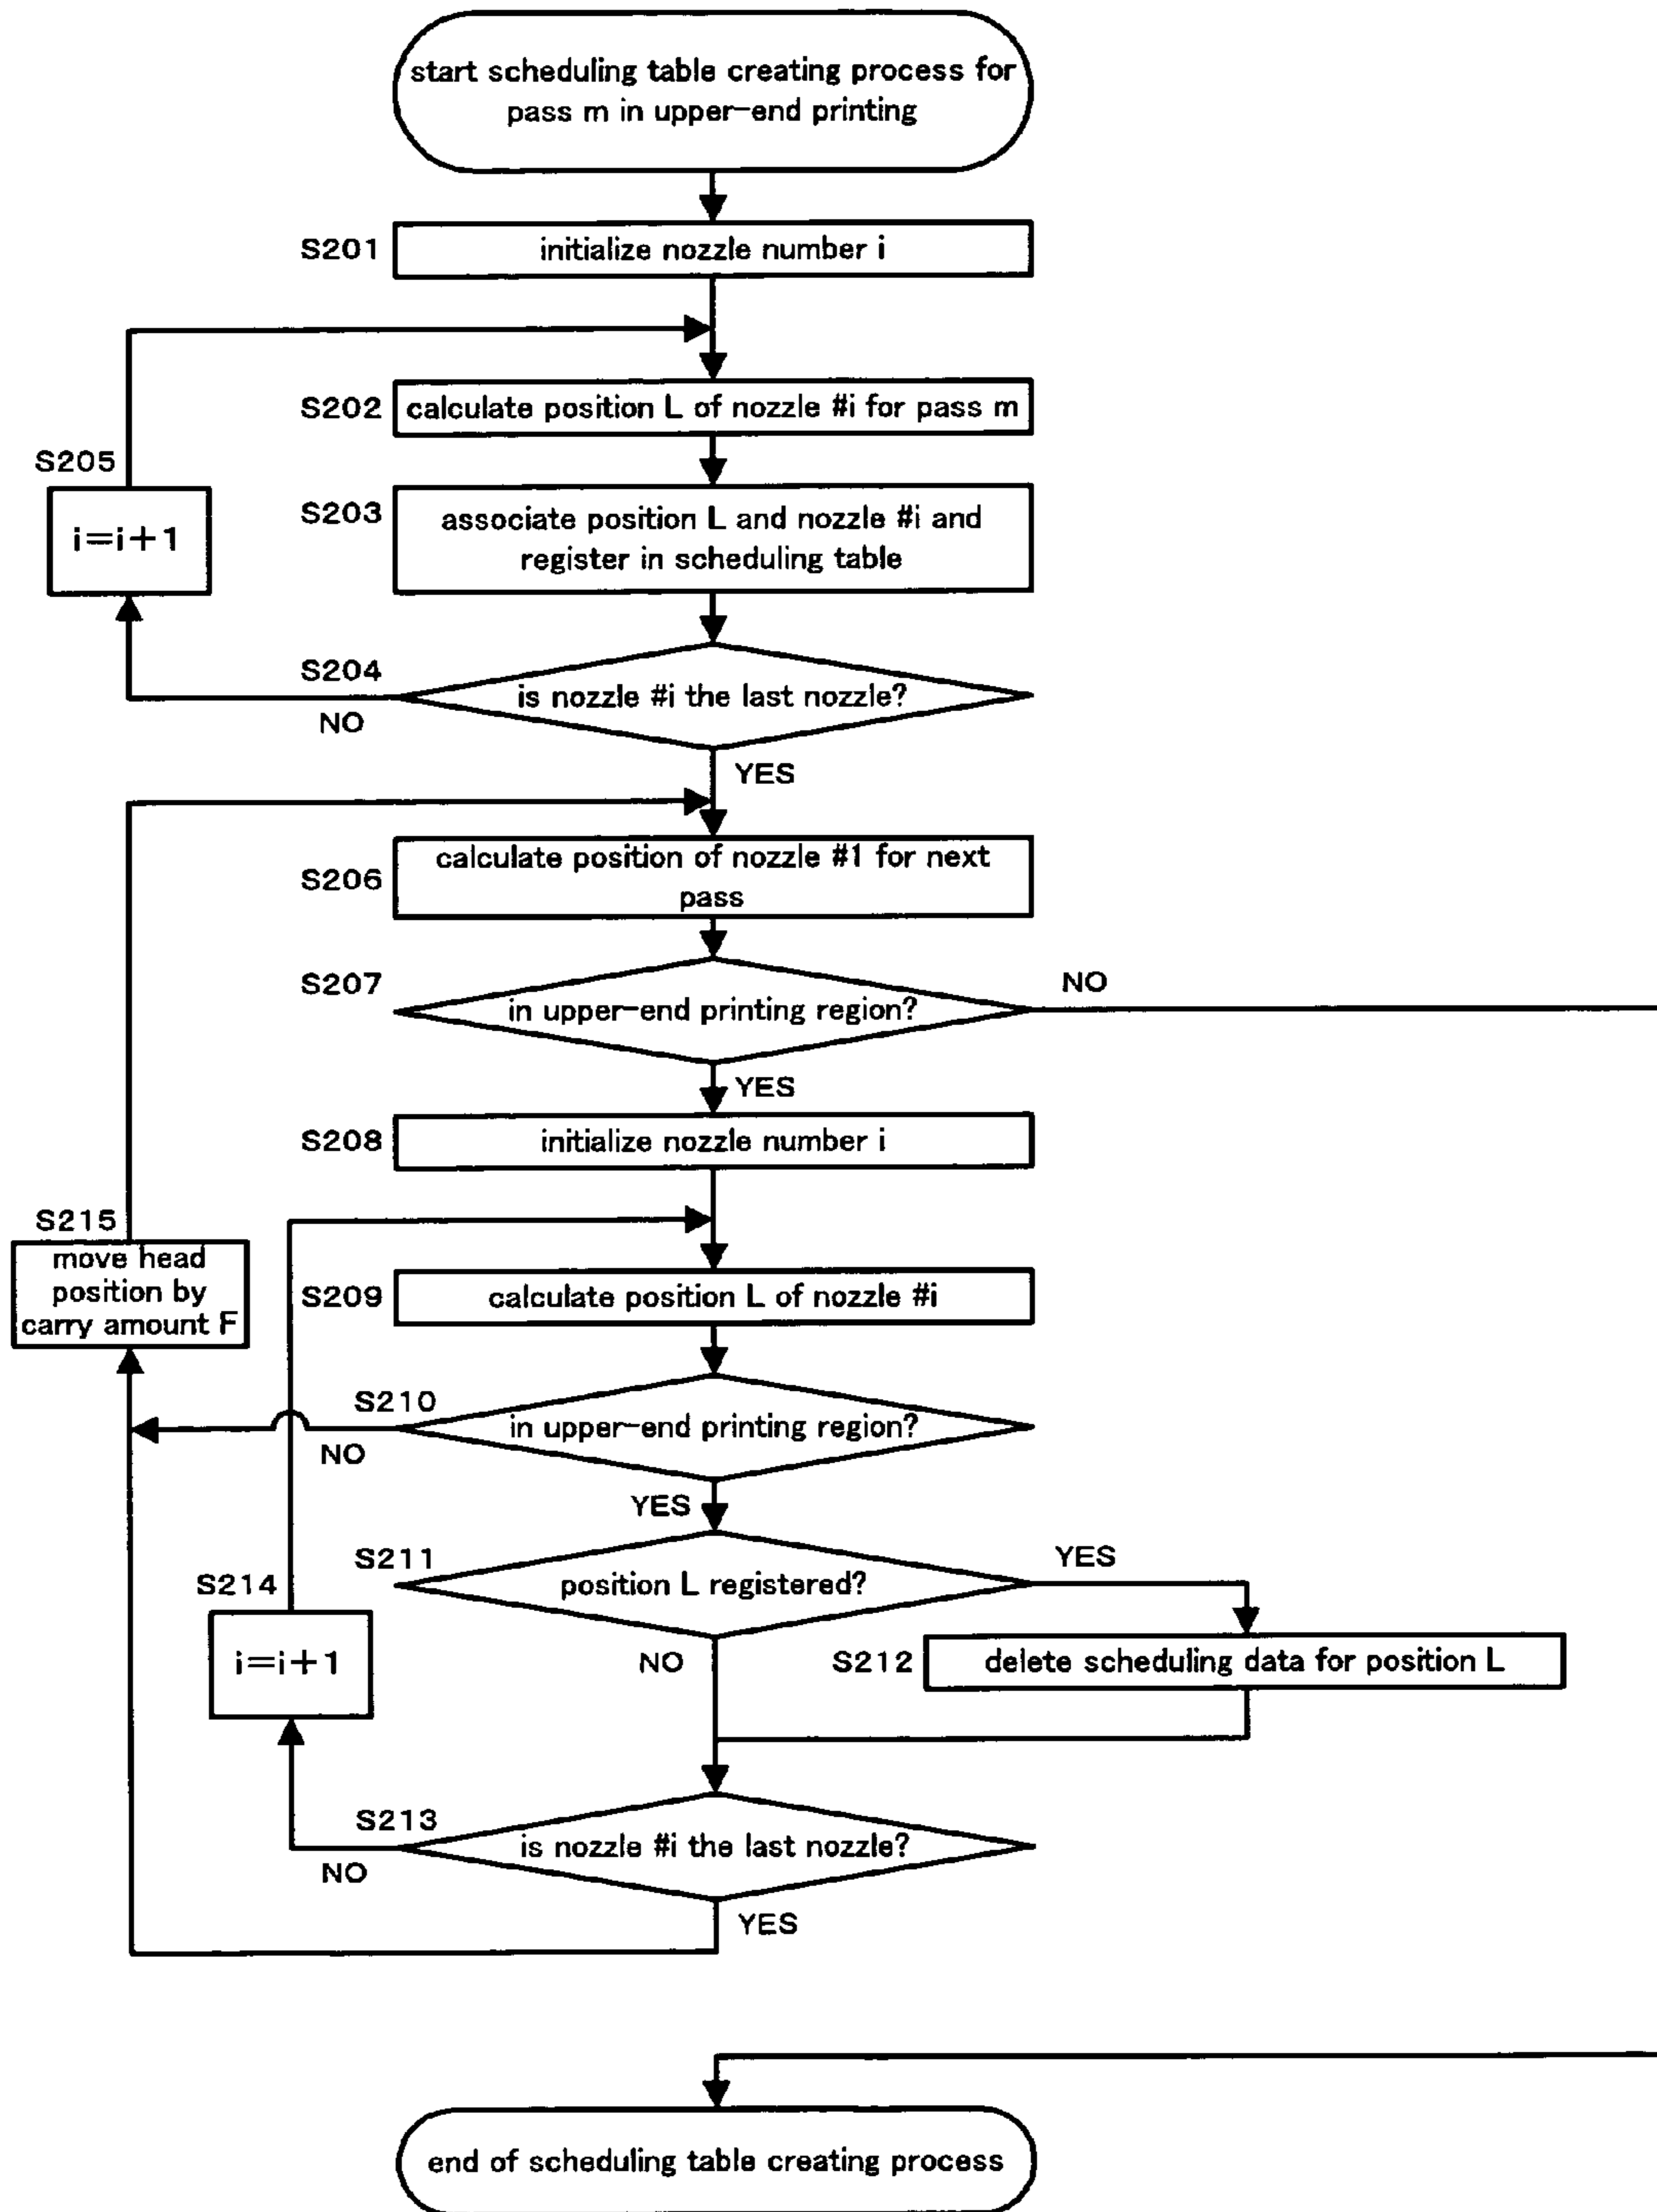 start scheduling table creating process for
pass m in upper-end printing
S201
initialize nozzle number i
S202
calculate position L of nozzle #i for pass m
S205
i=i+1
S203
associate position L and nozzle #i and
register in scheduling table
S204
is nozzle #i the last nozzle?
NO
YES
S206
calculate position of nozzle #1 for next
pass
S207
in upper-end printing region?
NO
YES
S208
initialize nozzle number i
S215
move head
position by
carry amount F
S209
calculate position L of nozzle #i
S210
in upper-end printing region?
NO
YES
S211
position L registered?
YES
NO
S214
i=i+1
S212
delete scheduling data for position L
S213
is nozzle #i the last nozzle?
NO
YES
end of scheduling table creating process